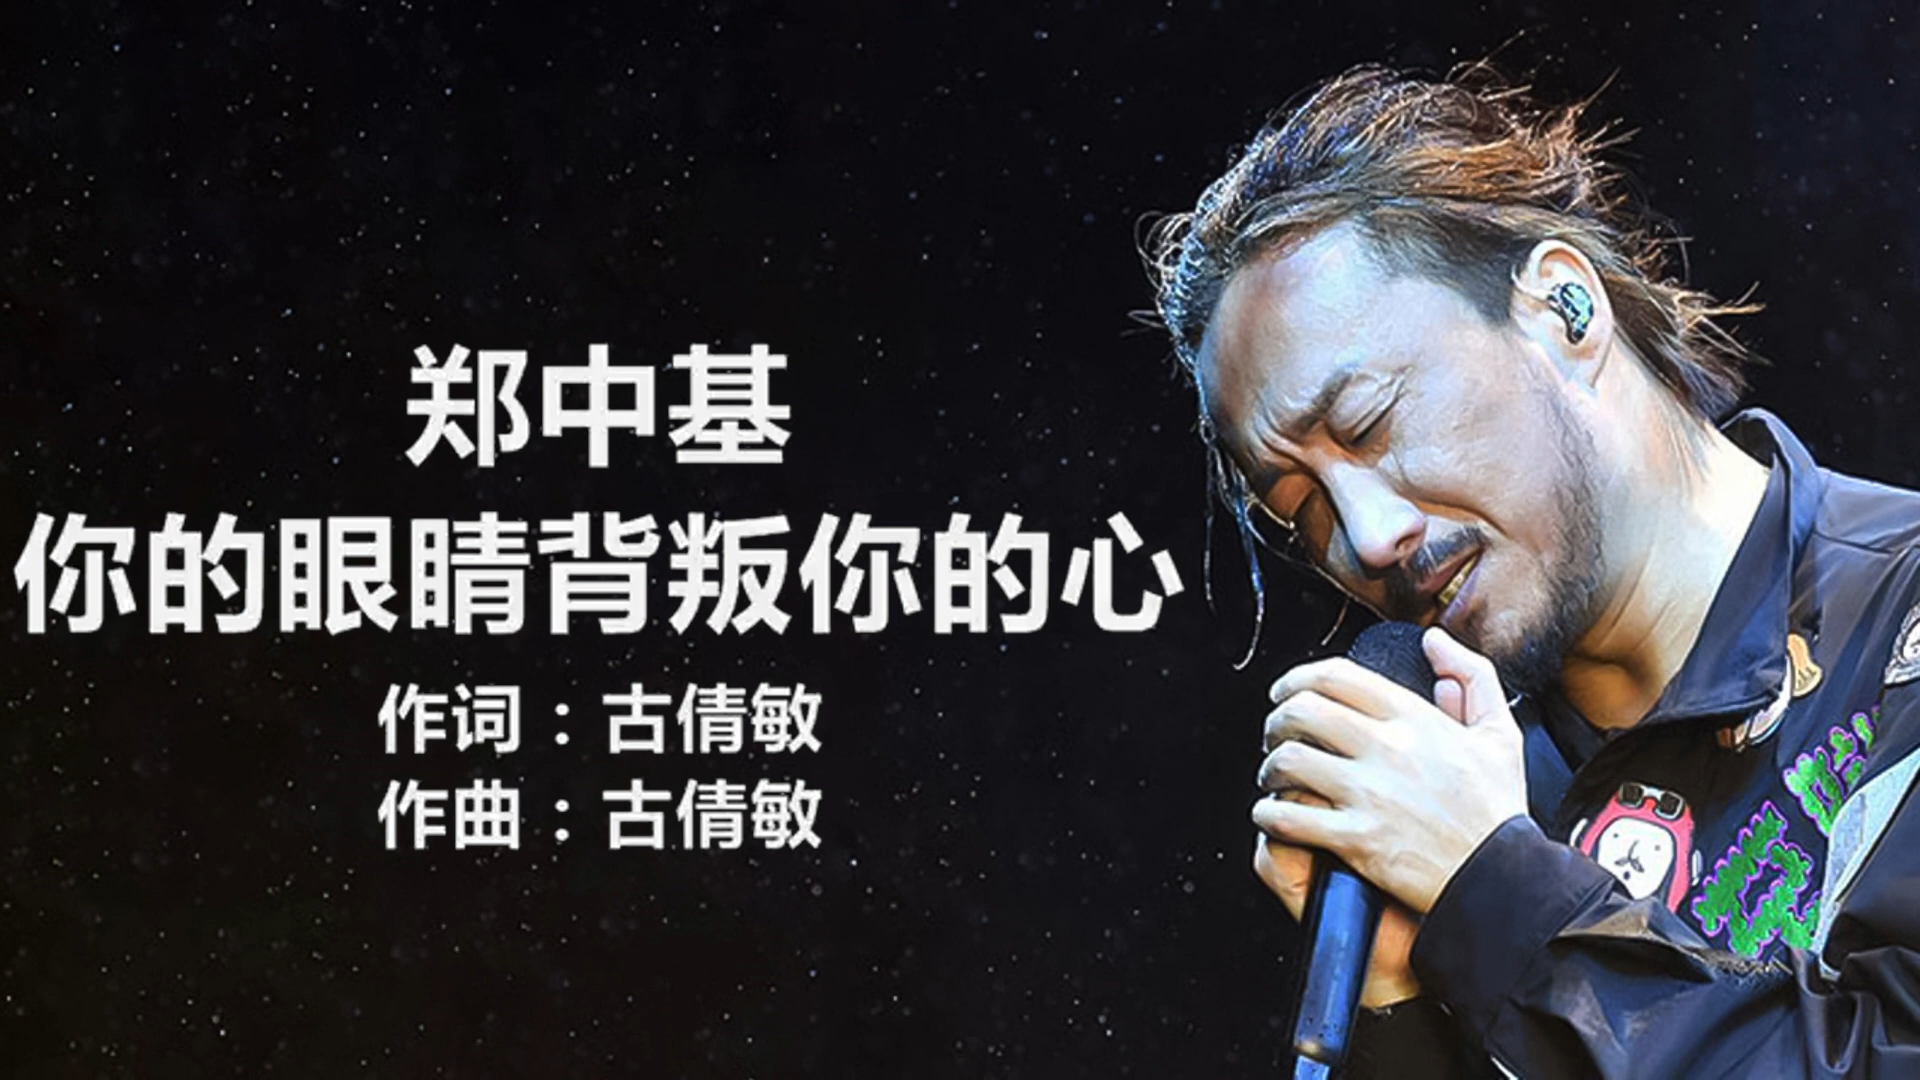 郑中基
你的眼睛背叛你的心
作词：古倩敏
作曲：古倩敏